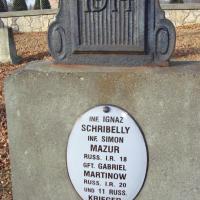 INF. IGNAZ
SCHRIBELLY
INF. SIMON
MAZUR
RUSS. I.R. 18
GFT. GABRIEL
MARTINOW
RUSS. I.R. 20
UND 11 RUSS.
KRIEGER